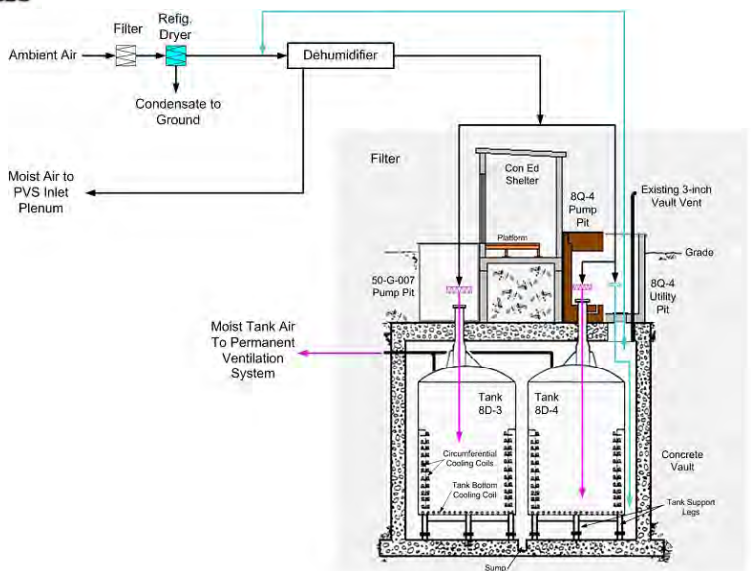 Filter
Refig.
Dryer
Ambient Air
Dehumidifier
Condensate to
Ground
Moist Air to
PVS Inlet
Plenum
Filter
Con Ed
Shelter
8Q-4
Pump
Pit
Existing 3-inch
Vault Vent
Platform
Grade
50-G-007
Pump Pit
8Q-4
Utility
Pit
Moist Tank Air
To Permanent
Ventilation
System
Tank
8D-3
Tank
8D-4
Circumferential
Cooling Coils
Concrete
Vault
Tank Bottom
Cooling Coil
Tank Support
Legs
Sump